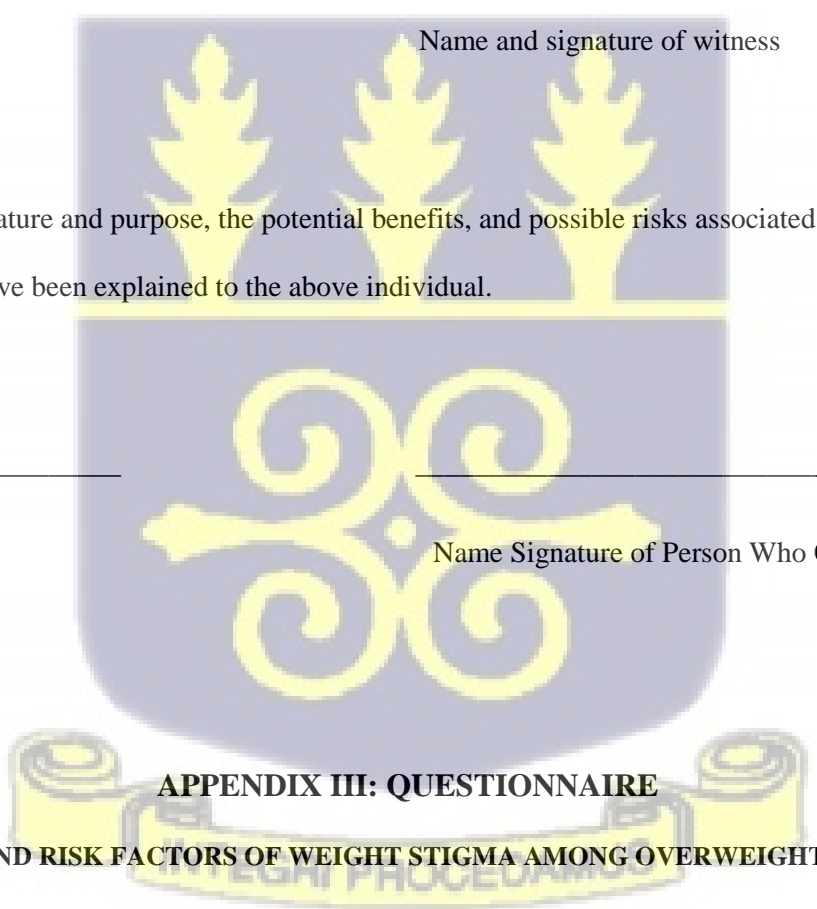 Name and signature of witness
ature and purpose, the potential benefits, and possible risks associated
ve been explained to the above individual.
Name Signature of Person Who
APPENDIX III: QUESTIONNAIRE
ND RISK FACTORS OF WEIGHT STIGMA AMONG OVERWEIGHT
INTEGRI PROCEDAMUS